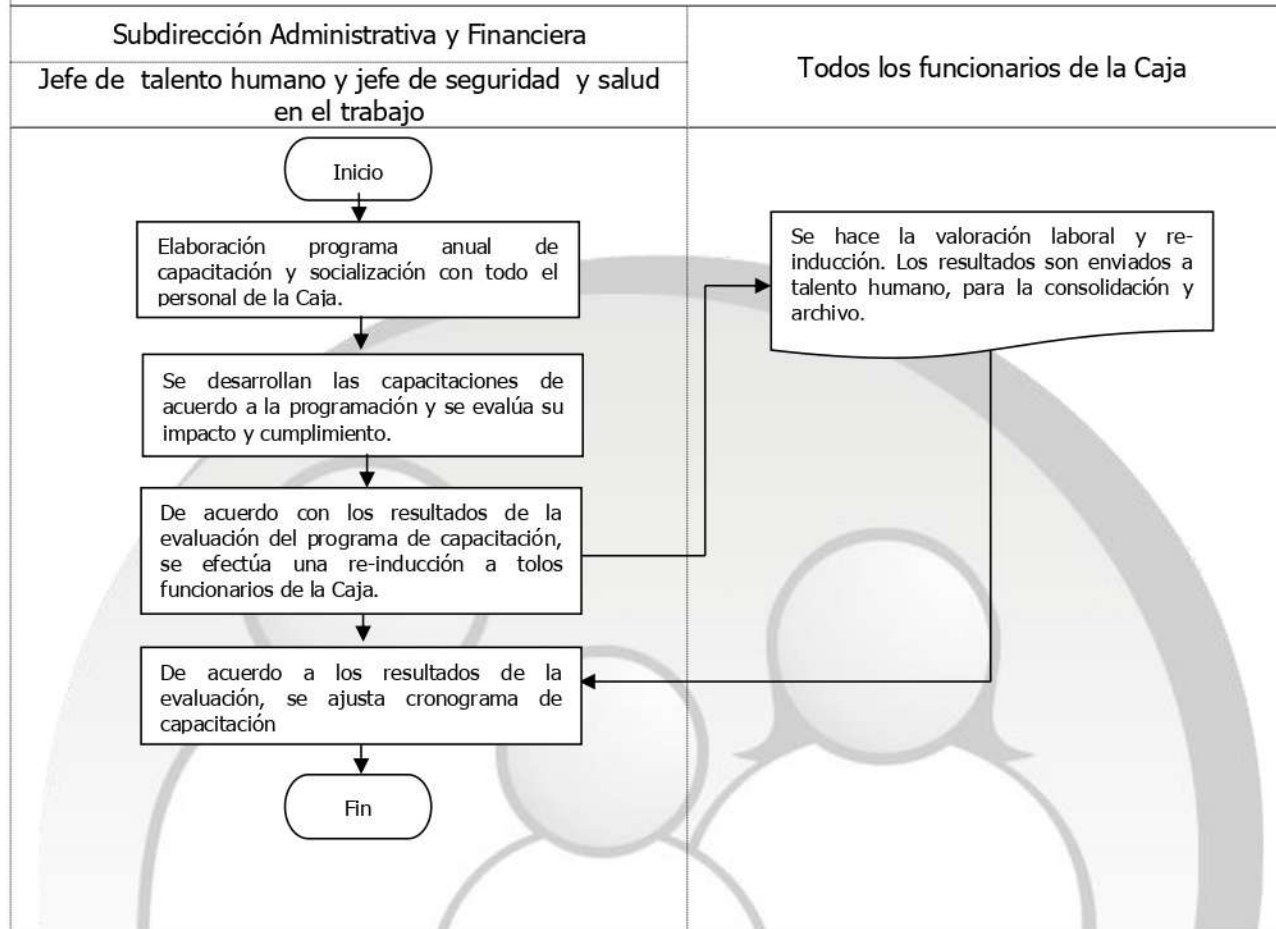 Subdirección Administrativa y Financiera
Jefe de talento humano y jefe de seguridad y salud
en el trabajo
Todos los funcionarios de la Caja
Inicio
Elaboración programa anual de
capacitación y socialización con todo el
personal de la Caja.
Se desarrollan las capacitaciones de
acuerdo a la programación y se evalúa su
impacto y cumplimiento.
De acuerdo con los resultados de la
evaluación del programa de capacitación,
se efectúa una re-inducción a tolos
funcionarios de la Caja.
De acuerdo a los resultados de la
evaluación, se ajusta cronograma de
capacitación
Fin
Se hace la valoración laboral y re-
inducción. Los resultados son enviados a
talento humano, para la consolidación y
archivo.